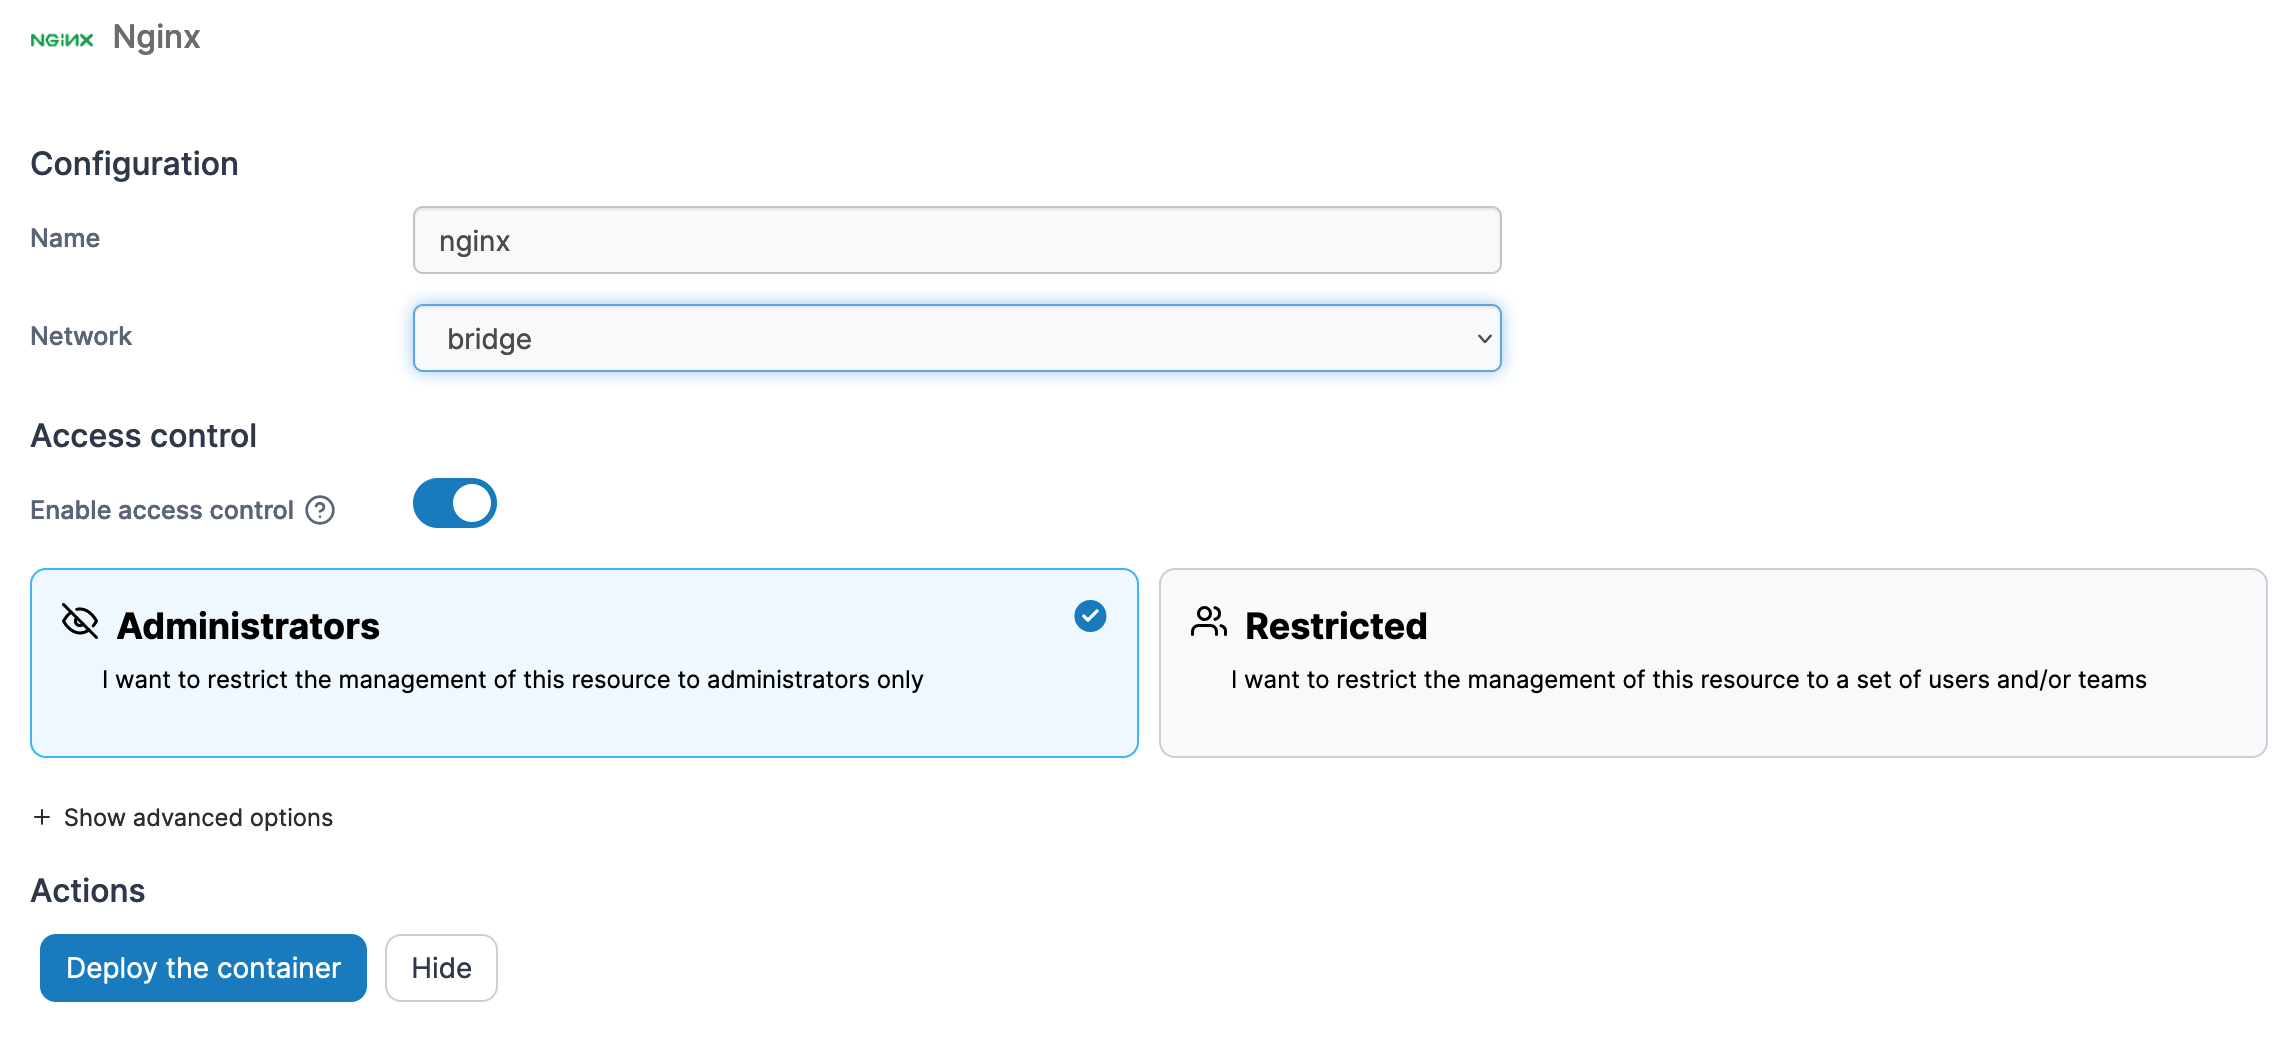 NGINX Nginx
Configuration
Name
nginx
Network
bridge
Access control
Enable access control ?
Administrators
I want to restrict the management of this resource to administrators only
Restricted
I want to restrict the management of this resource to a set of users and/or teams
+ Show advanced options
Actions
Deploy the container
Hide